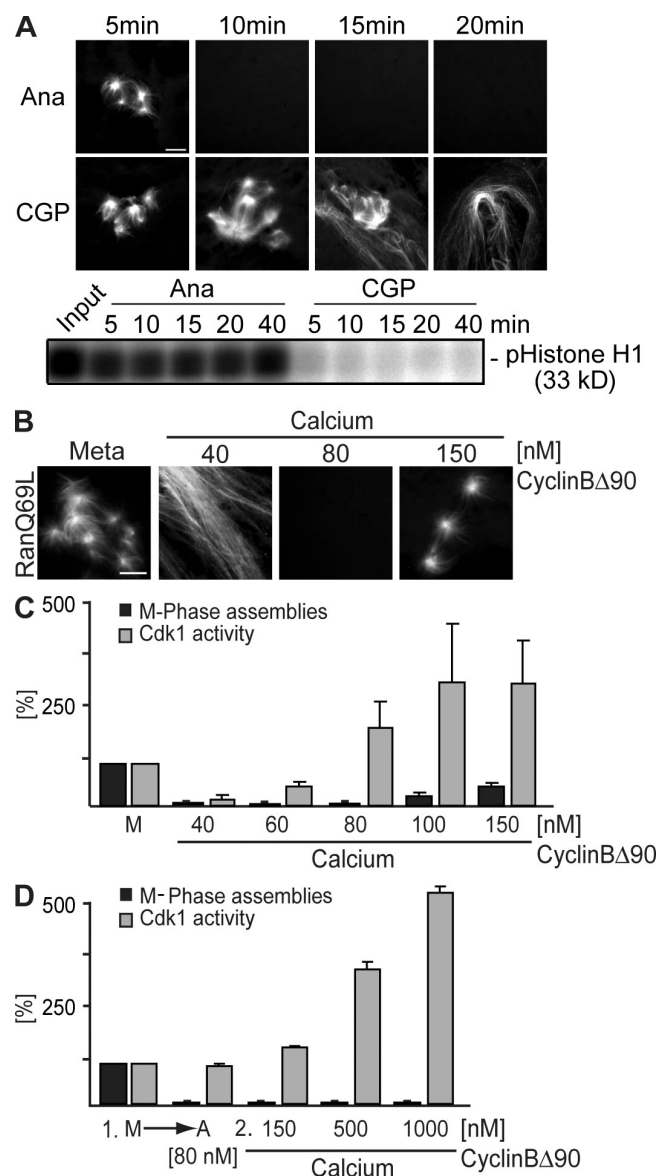 A
5min 10min 15min 20min
Ana
CGP
Input Ana CGP
5 10 15 20 40 5 10 15 20 40 min
- pHistone H1
(33 kD)
B
Calcium
Meta 40 80 150 [nM]
CyclinBΔ90
RanQ69L
C
500
M-Phase assemblies
Cdk1 activity
[%]
250
M 40 60 80 100 150 [nM]
Calcium CyclinBΔ90
D
M-Phase assemblies
500
Cdk1 activity
[%]
250
1. M A 2. 150 500 1000 [nM]
[80 nM] Calcium CyclinBΔ90